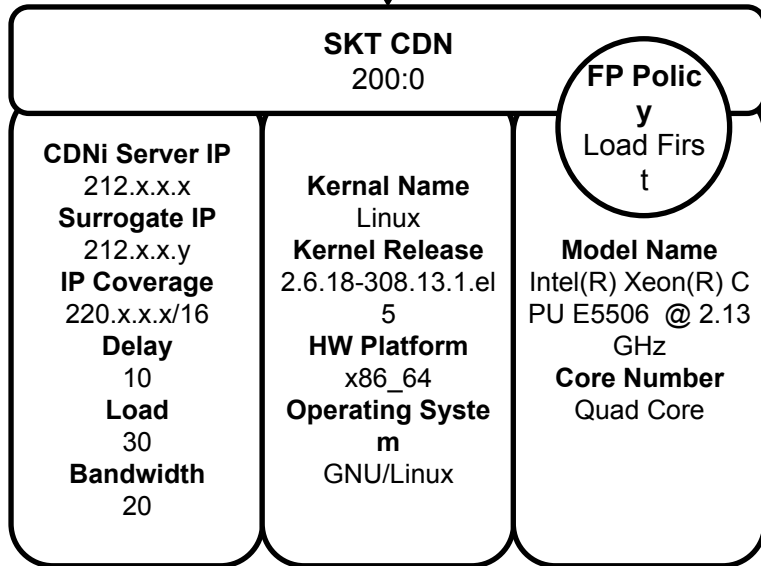 SKT CDN
200:0
FP Polic
y
Load Firs
t
CDNi Server IP
212.x.x.x
Surrogate IP
212.x.x.y
IP Coverage
220.x.x.x/16
Delay
10
Load
30
Bandwidth
20
Kernal Name
Linux
Kernel Release
2.6.18-308.13.1.el
5
HW Platform
x86_64
Operating Syste
m
GNU/Linux
Model Name
Intel(R) Xeon(R) C
PU E5506 @ 2.13
GHz
Core Number
Quad Core